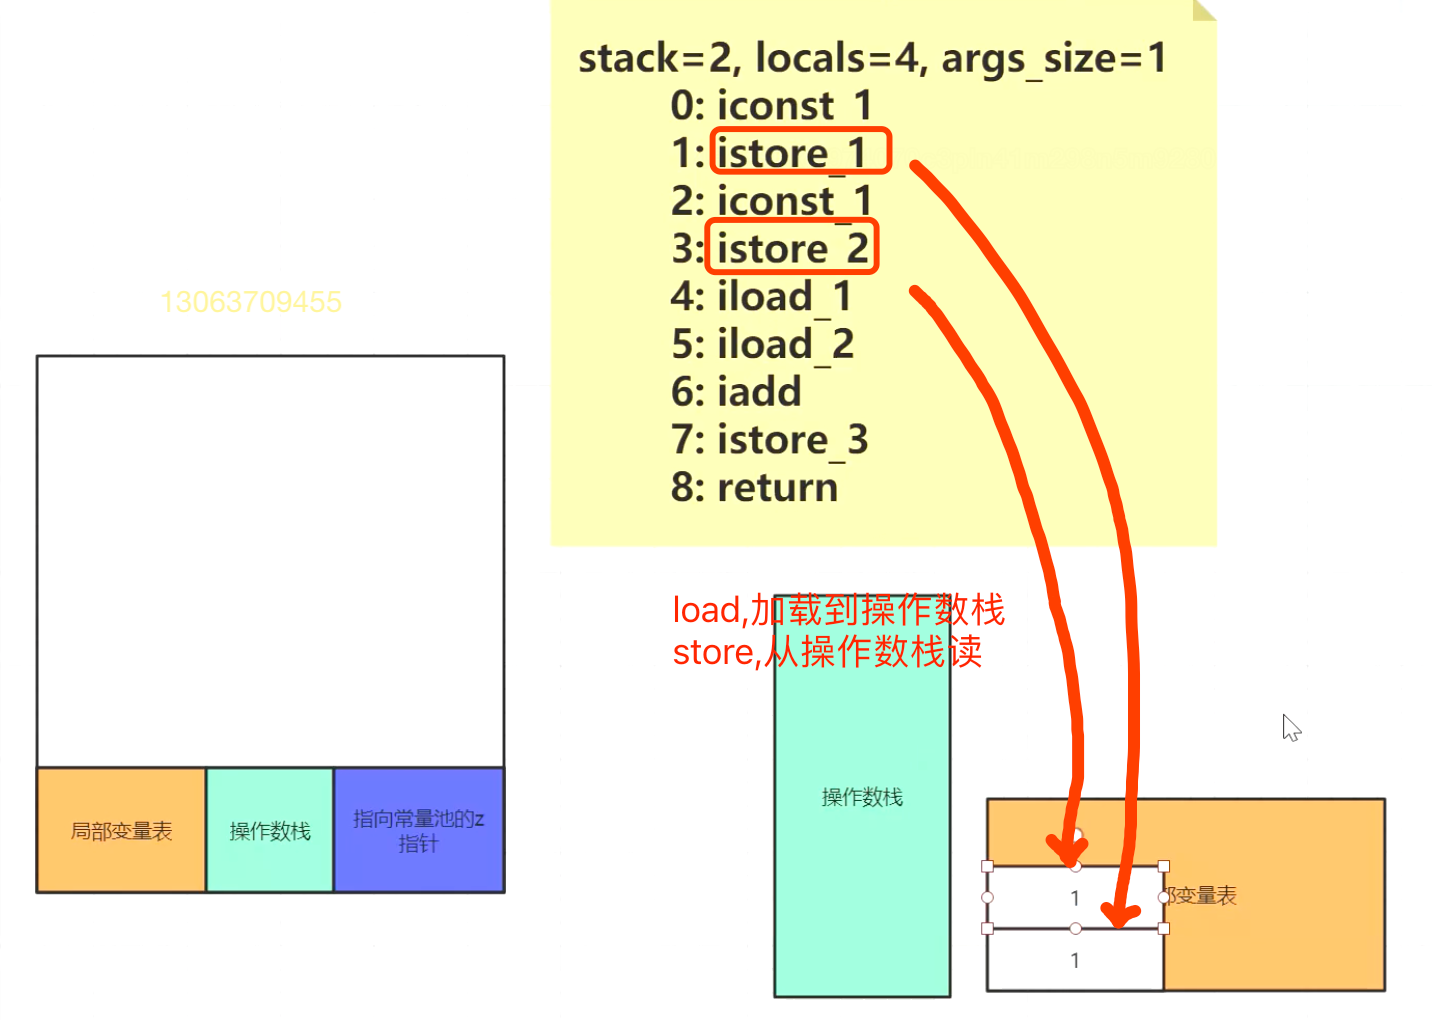 stack=2, locals=4, args_size=1
0: iconst_1
1: istore_1
2: iconst_1
3: istore_2
4: iload_1
5: iload_2
6: iadd
7: istore_3
8: return
13063709455
load,加载到操作数栈
store,从操作数栈读
操作数栈
局部变量表
操作数栈
指向常量池的z
指针
部变量表
1
1